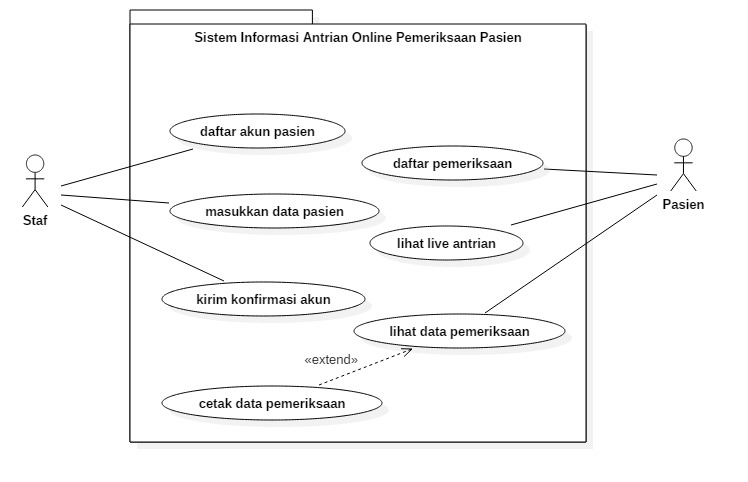 Sistem Informasi Antrian Online Pemeriksaan Pasien
daftar akun pasien
daftar pemeriksaan
masukkan data pasien
Pasien
Staf
lihat live antrian
kirim konfirmasi akun
lihat data pemeriksaan
«extend»
cetak data pemeriksaan